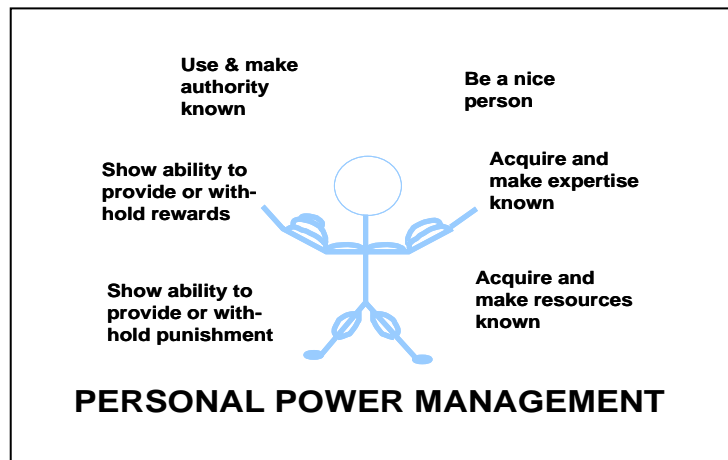 Use & make
authority
known
Be a nice
person
Show ability to
provide or with-
hold rewards
Acquire and
make expertise
known
Show ability to
provide or with-
hold punishment
Acquire and
make resources
known
PERSONAL POWER MANAGEMENT